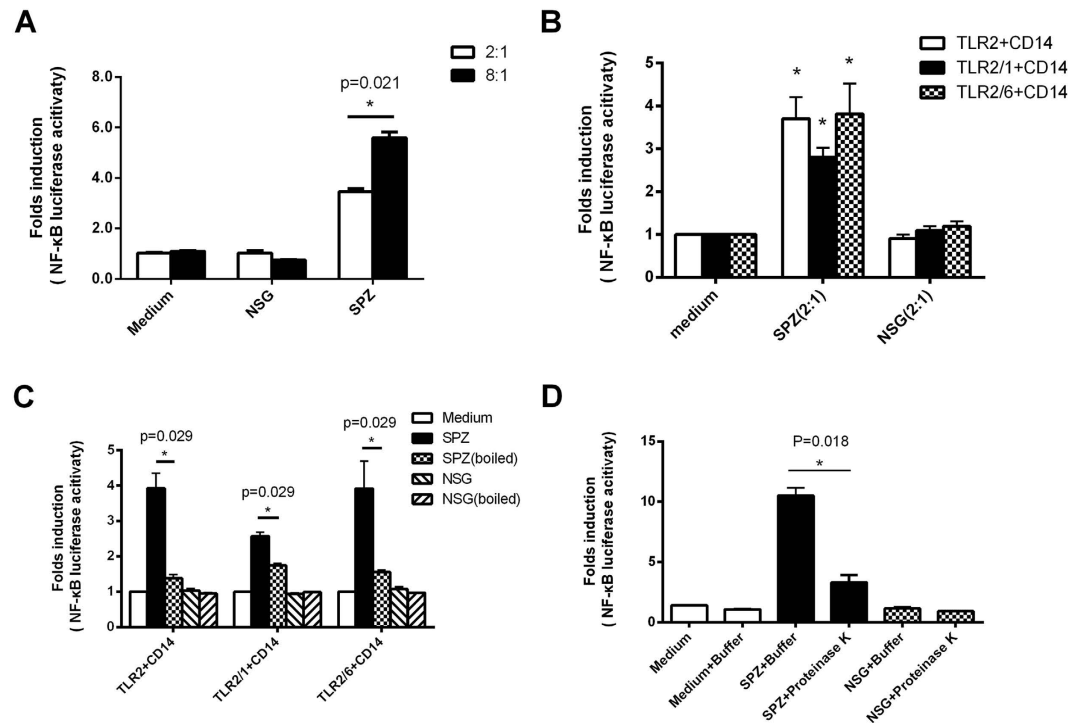 A
Folds induction
( NF-κB luciferase acitivaty)
8.0
6.0
4.0
2.0
0.0
2:1
8:1
p=0.021
*
Medium
NSG
SPZ
B
Folds induction
( NF-κB luciferase acitivaty)
5
4
3
2
1
0
TLR2+CD14
TLR2/1+CD14
TLR2/6+CD14
*
*
*
medium
SPZ(2:1)
NSG(2:1)
C
Folds induction
( NF-κB luciferase acitivaty)
5
4
3
2
1
0
p=0.029
*
p=0.029
*
p=0.029
*
Medium
SPZ
SPZ(boiled)
NSG
NSG(boiled)
TLR2+CD14
TLR2/1+CD14
TLR2/6+CD14
D
Folds induction
( NF-κB luciferase acitivaty)
15
10
5
0
P=0.018
*
Medium
Medium+Buffer
SPZ+Buffer
SPZ+Proteinase K
NSG+Buffer
NSG+Proteinase K